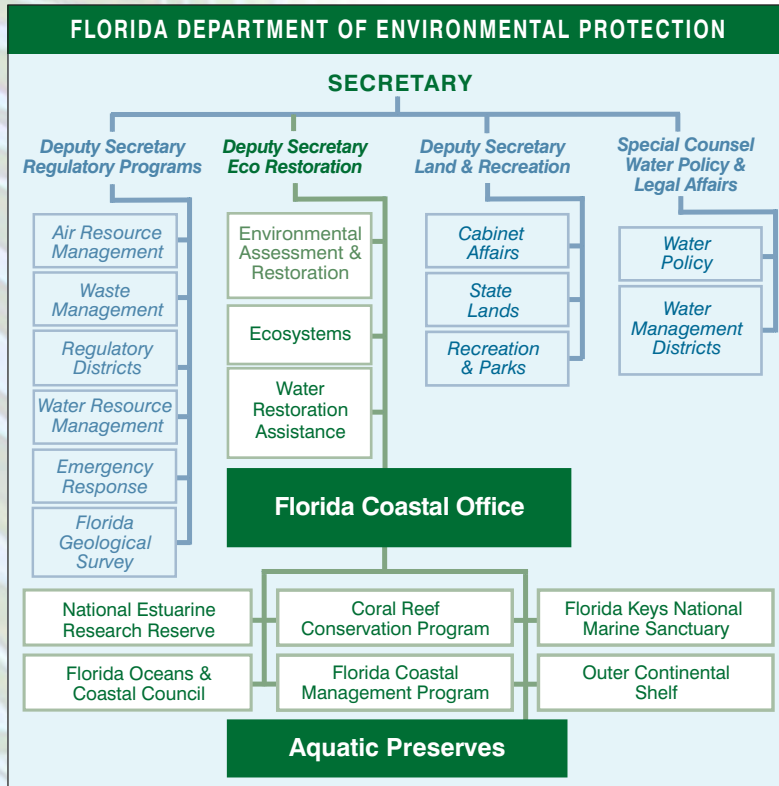 FLORIDA DEPARTMENT OF ENVIRONMENTAL PROTECTION
SECRETARY
Deputy Secretary
Regulatory Programs
Air Resource
Management
Waste
Management
Regulatory
Districts
Water Resource
Management
Emergency
Response
Florida
Geological
Survey
Deputy Secretary
Eco Restoration
Environmental
Assessment &
Restoration
Ecosystems
Water
Restoration
Assistance
Deputy Secretary
Land & Recreation
Cabinet
Affairs
State
Lands
Recreation
& Parks
Special Counsel
Water Policy &
Legal Affairs
Water
Policy
Water
Management
Districts
Florida Coastal Office
National Estuarine
Research Reserve
Coral Reef
Conservation Program
Florida Keys National
Marine Sanctuary
Florida Oceans &
Coastal Council
Florida Coastal
Management Program
Outer Continental
Shelf
Aquatic Preserves